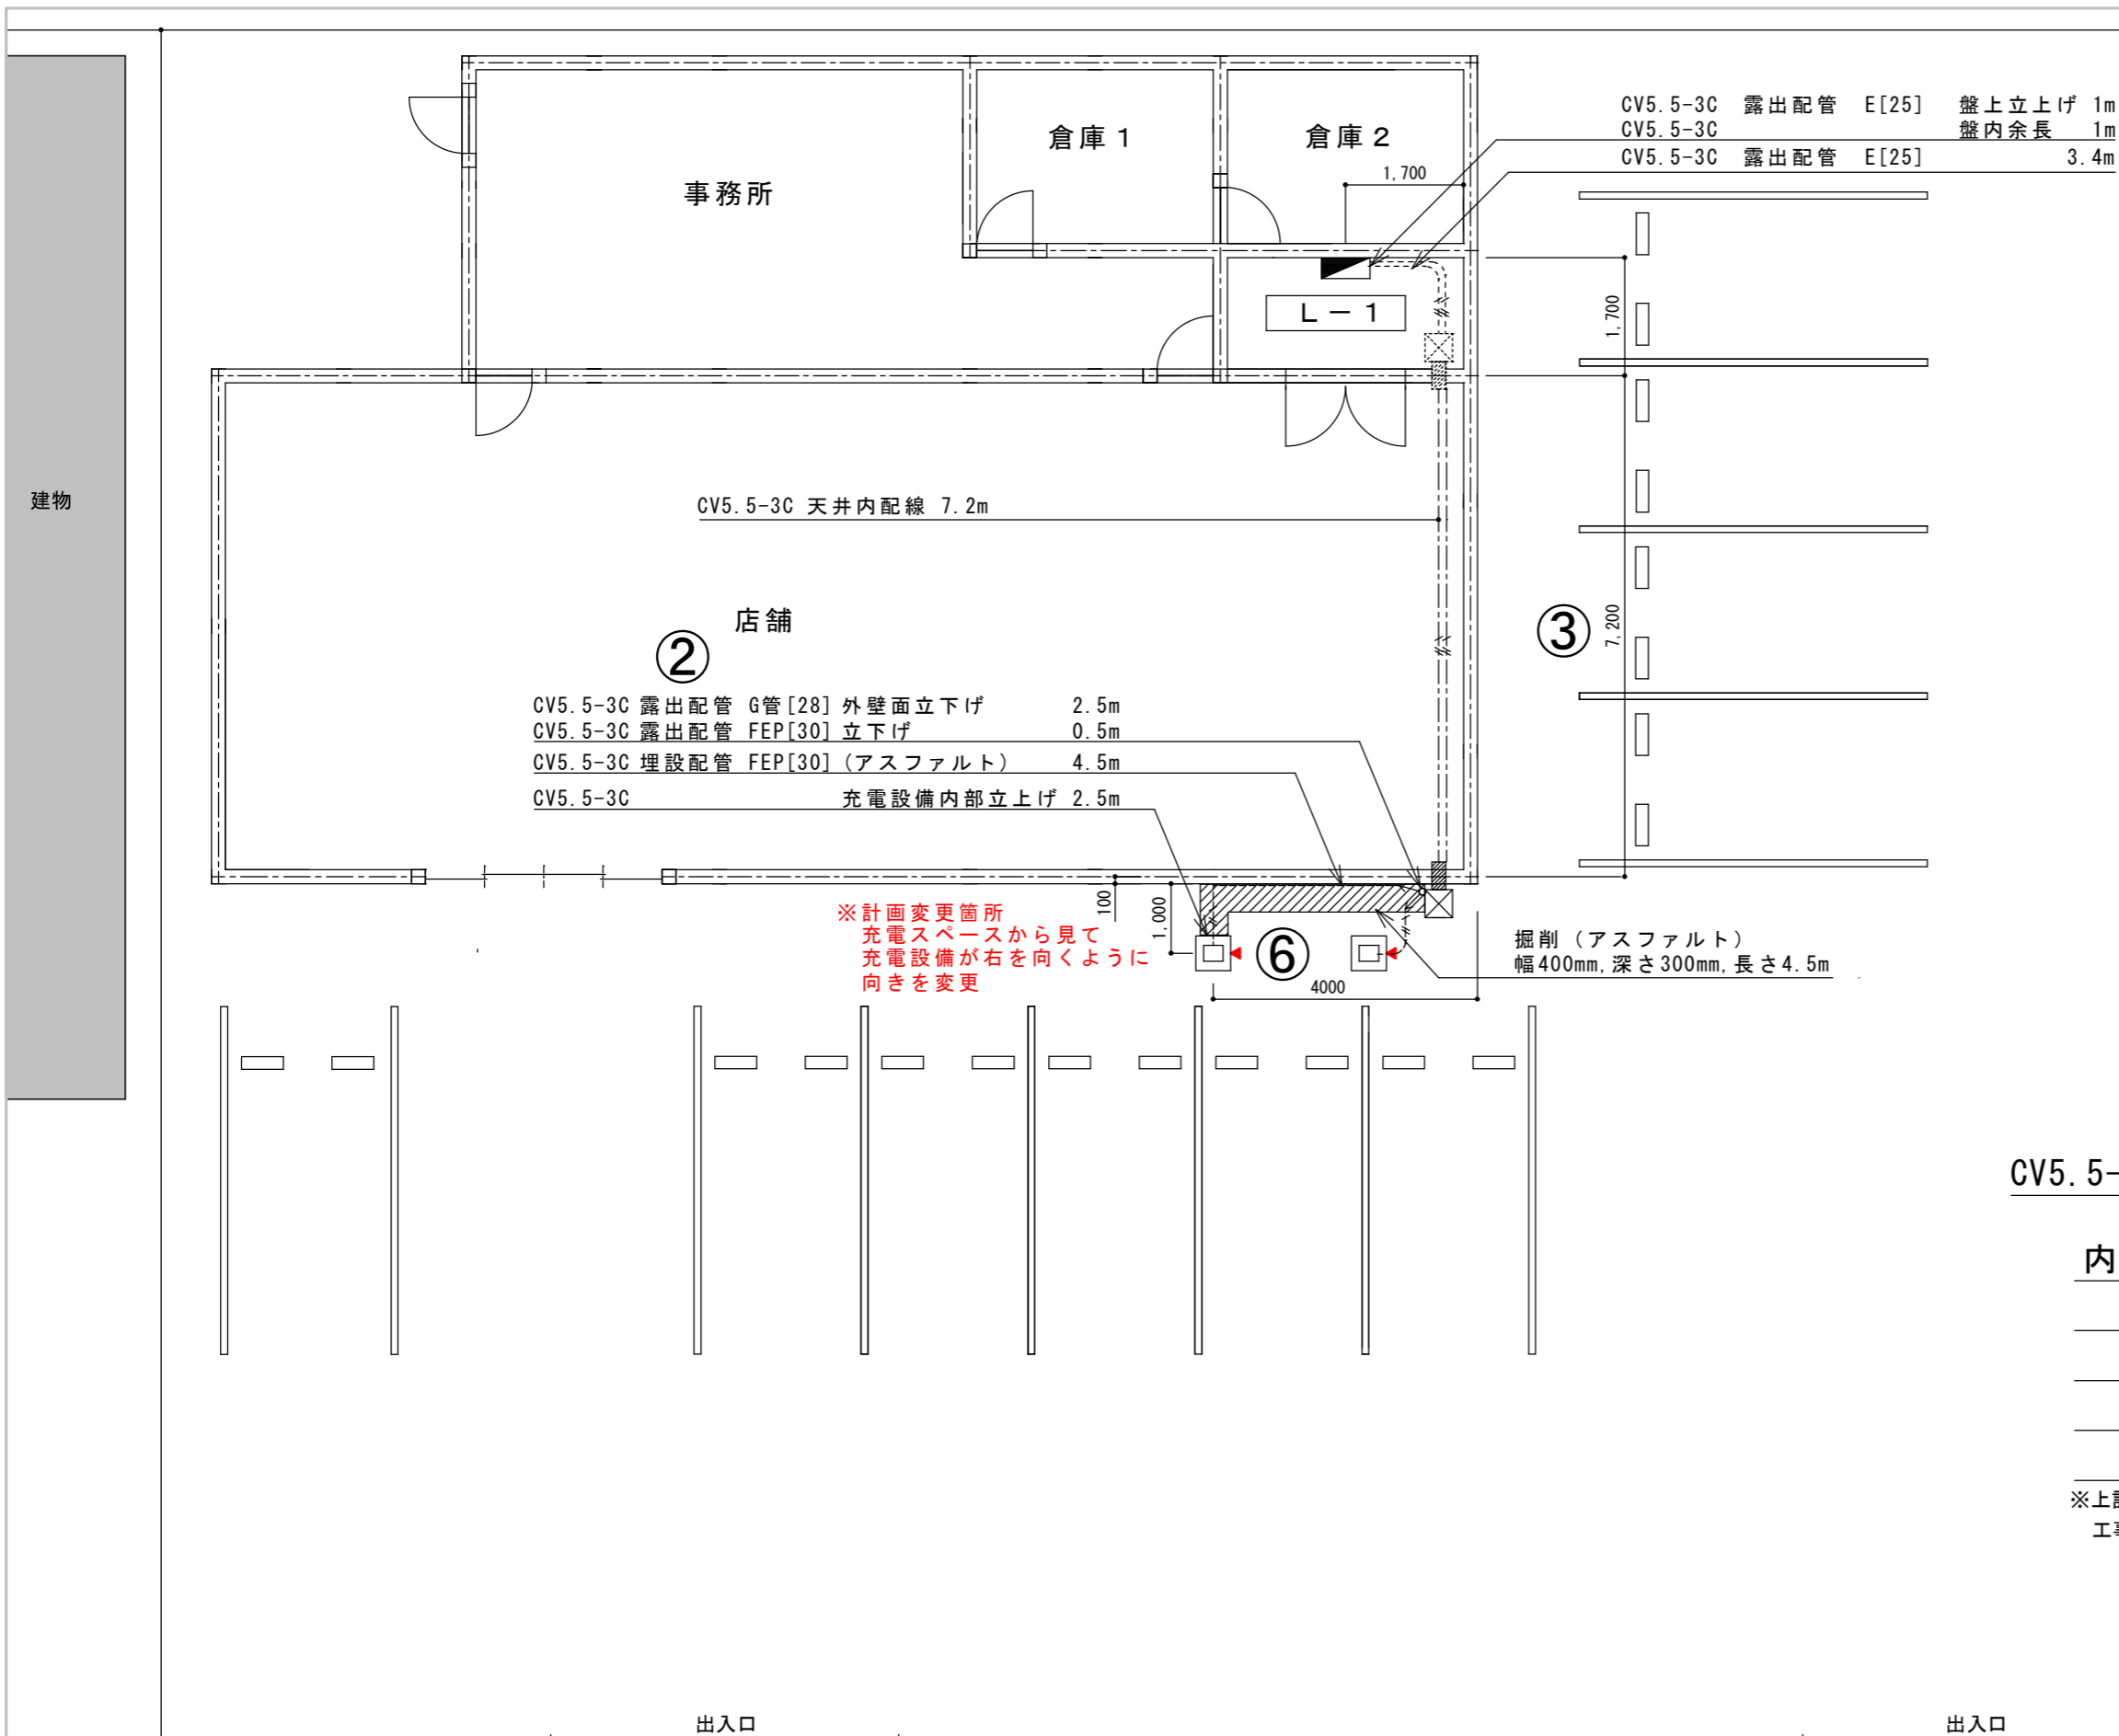 CV5.5-3C 露出配管 E[25] 盤上立上げ 1m
CV5.5-3C 盤内余長 1m
CV5.5-3C 露出配管 E[25] 3.4m
倉庫1
倉庫2
事務所
1,700
L-1
1,700
建物
CV5.5-3C 天井内配線 7.2m
店舗
②
③
7,200
CV5.5-3C 露出配管 G管[28] 外壁面立下げ 2.5m
CV5.5-3C 露出配管 FEP[30] 立下げ 0.5m
CV5.5-3C 埋設配管 FEP[30](アスファルト) 4.5m
CV5.5-3C 充電設備内部立上げ 2.5m
100
1,000
※計画変更箇所
充電スペースから見て
充電設備が右を向くように
向きを変更
⑥
掘削(アスファルト)
幅400mm,深さ300mm,長さ4.5m
4000
CV5.5-
内
※上
工
出入口
出入口